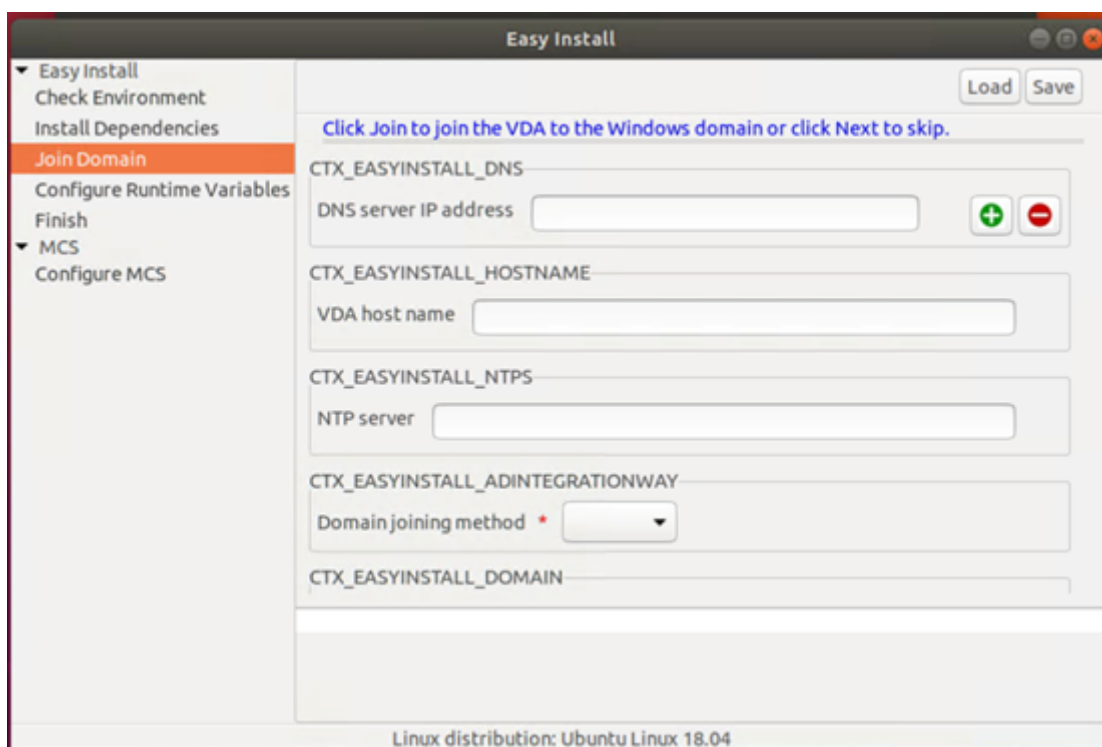 Easy Install
Easy Install
Check Environment
Install Dependencies
Join Domain
Configure Runtime Variables
Finish
MCS
Configure MCS
Load Save
Click Join to join the VDA to the Windows domain or click Next to skip.
CTX_EASYINSTALL_DNS
DNS server IP address
CTX_EASYINSTALL_HOSTNAME
VDA host name
CTX_EASYINSTALL_NTPS
NTP server
CTX_EASYINSTALL_ADINTEGRATIONWAY
Domain joining method *
CTX_EASYINSTALL_DOMAIN
Linux distribution: Ubuntu Linux 18.04